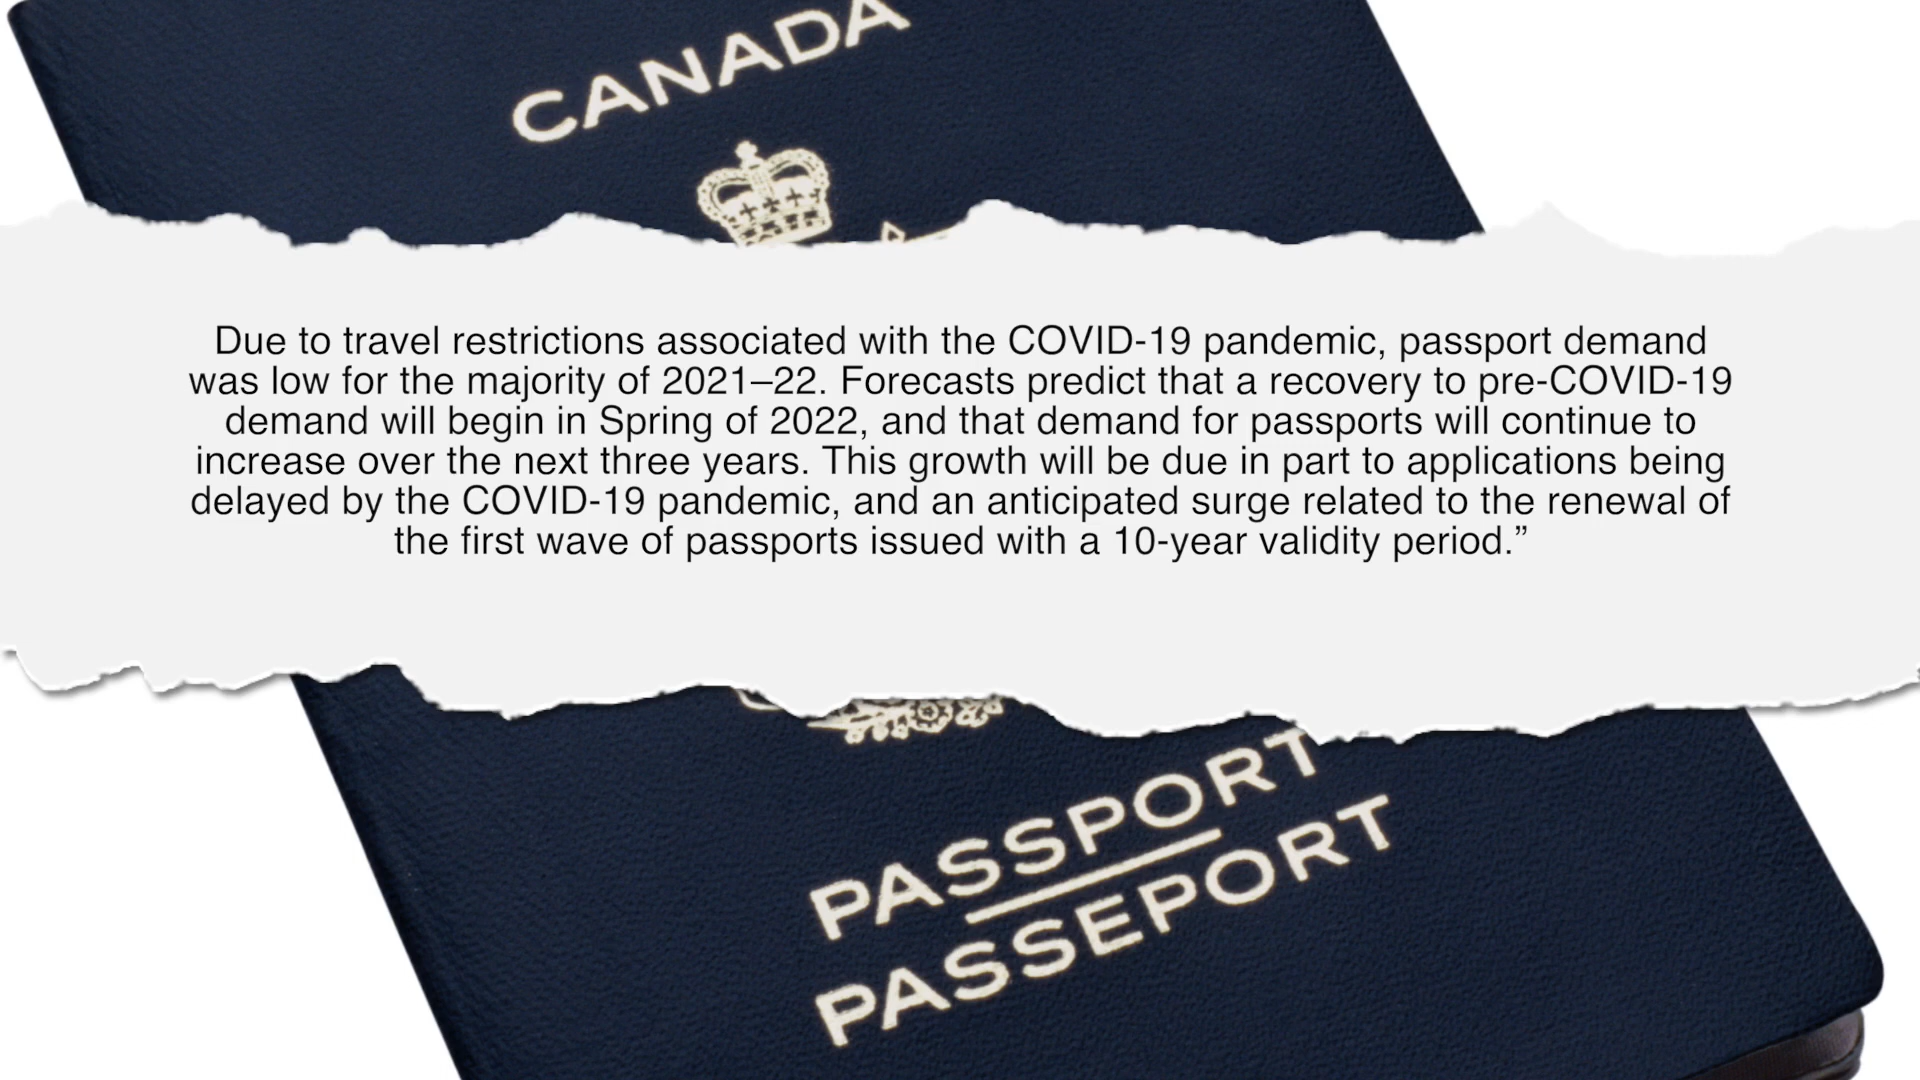 CANADA
Due to travel restrictions associated with the COVID-19 pandemic, passport demand
was low for the majority of 2021–22. Forecasts predict that a recovery to pre-COVID-19
demand will begin in Spring of 2022, and that demand for passports will continue to
increase over the next three years. This growth will be due in part to applications being
delayed by the COVID-19 pandemic, and an anticipated surge related to the renewal of
the first wave of passports issued with a 10-year validity period.”
PASSPORT
PASSEPORT